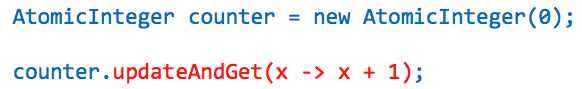 AtomicInteger counter = new AtomicInteger(0);
counter.updateAndGet(x -> x + 1);